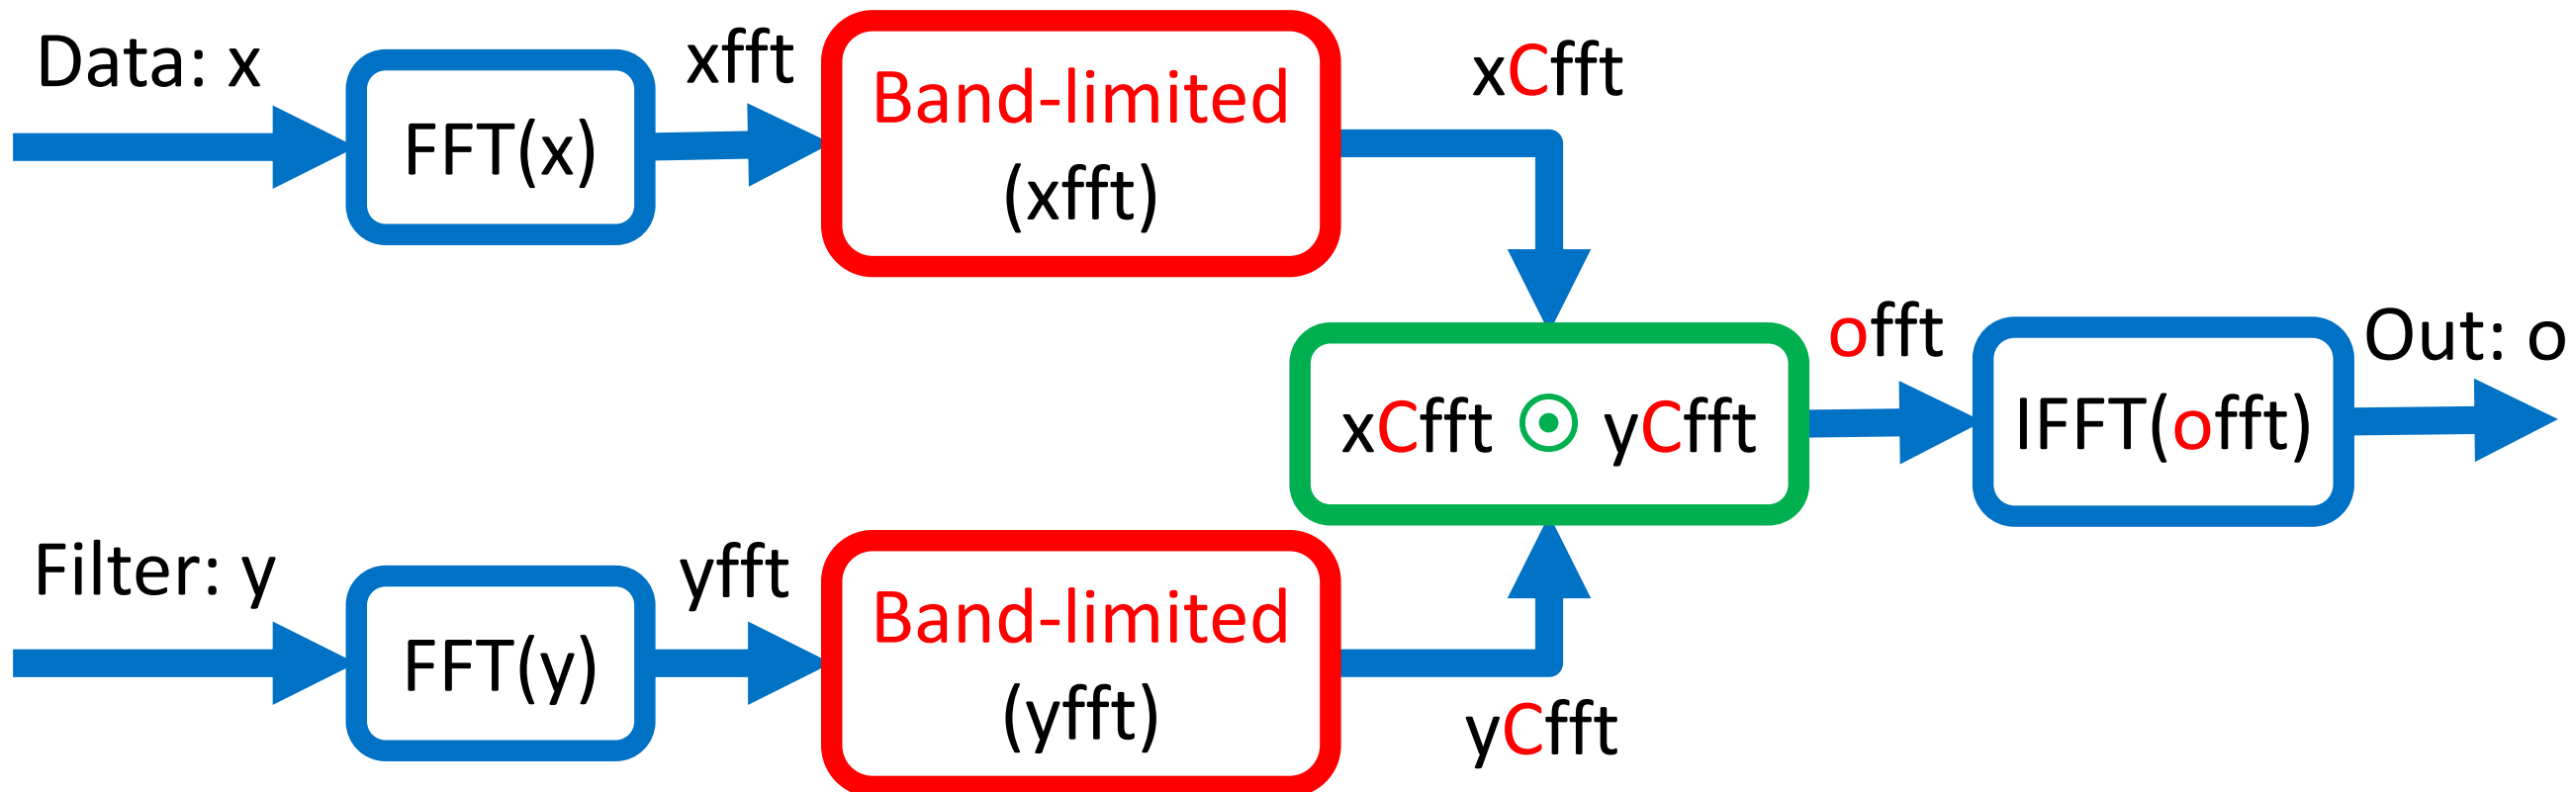 Data: x
FFT(x)
xfft
Band-limited
(xfft)
xCfft
xCfft ⊙ yCfft
offt
IFFT(offt)
Out: o
Filter: y
FFT(y)
yfft
Band-limited
(yfft)
yCfft